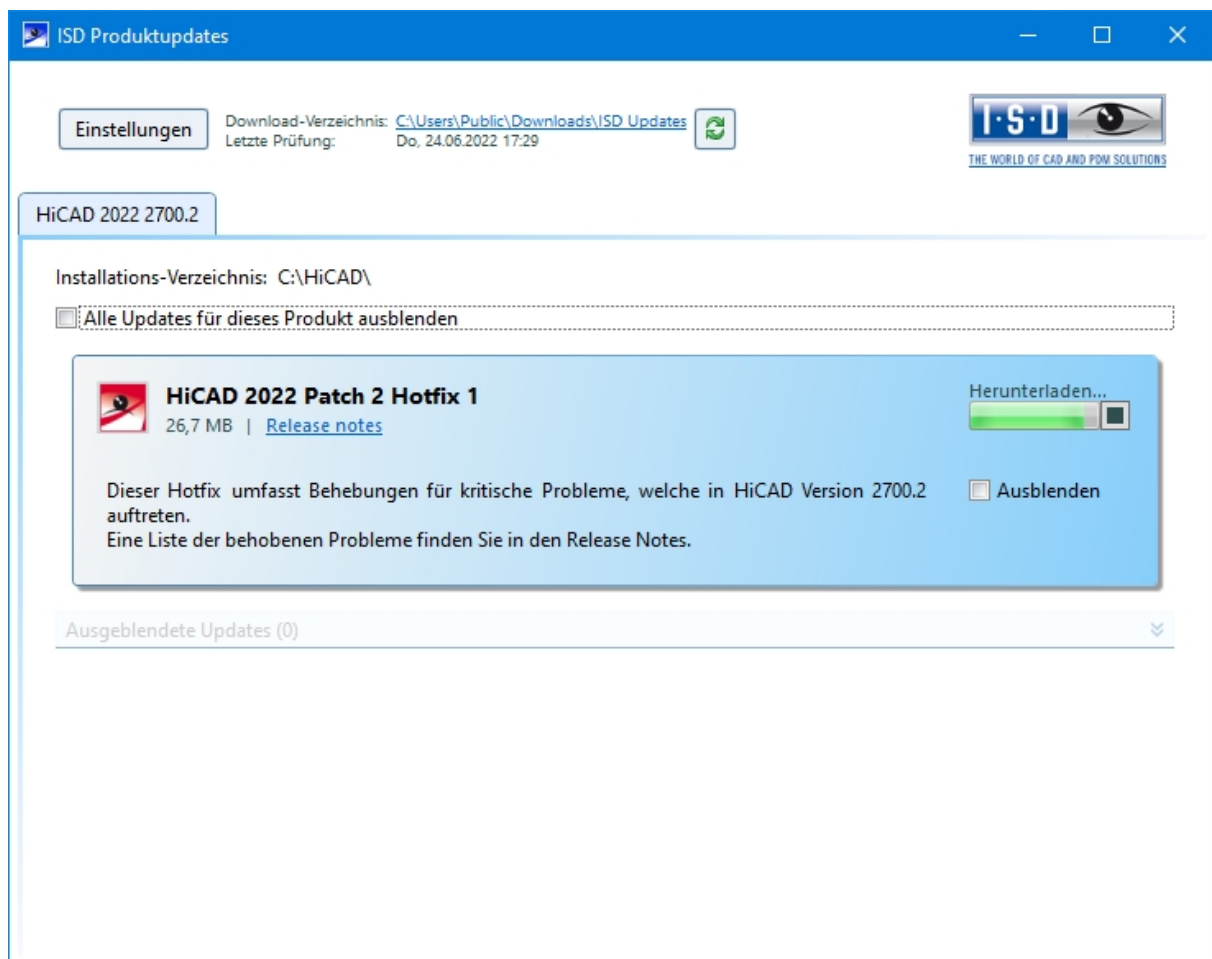 ISD Produktupdates
Einstellungen
Download-Verzeichnis: C:\Users\Public\Downloads\ISD Updates
Letzte Prüfung: Do, 24.06.2022 17:29
I·S·D
THE WORLD OF CAD AND PDM SOLUTIONS
HiCAD 2022 2700.2
Installations-Verzeichnis: C:\HiCAD\
Alle Updates für dieses Produkt ausblenden
HiCAD 2022 Patch 2 Hotfix 1
26,7 MB | Release notes
Herunterladen...
Dieser Hotfix umfasst Behebungen für kritische Probleme, welche in HiCAD Version 2700.2
auftreten.
Eine Liste der behobenen Probleme finden Sie in den Release Notes.
Ausblenden
Ausgeblendete Updates (0)